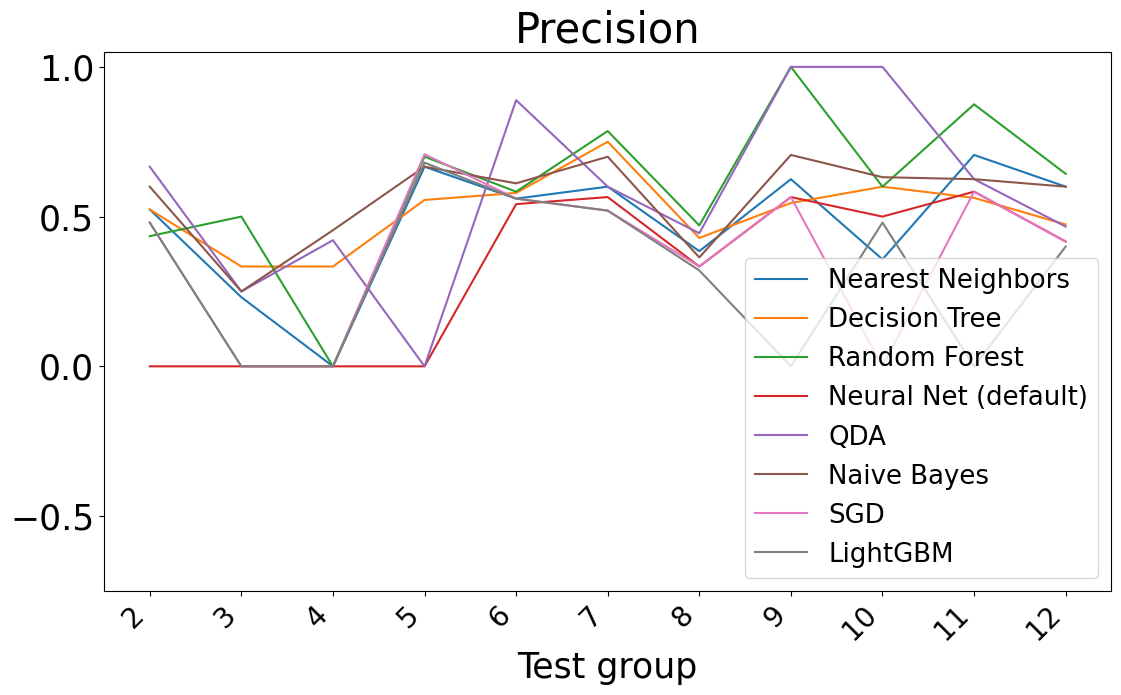 Precision
1.0
0.5
0.0
−0.5
Nearest Neighbors
Decision Tree
Random Forest
Neural Net (default)
QDA
Naive Bayes
SGD
LightGBM
2 3 4 5 6 7 8 9 10 11 12
Test group